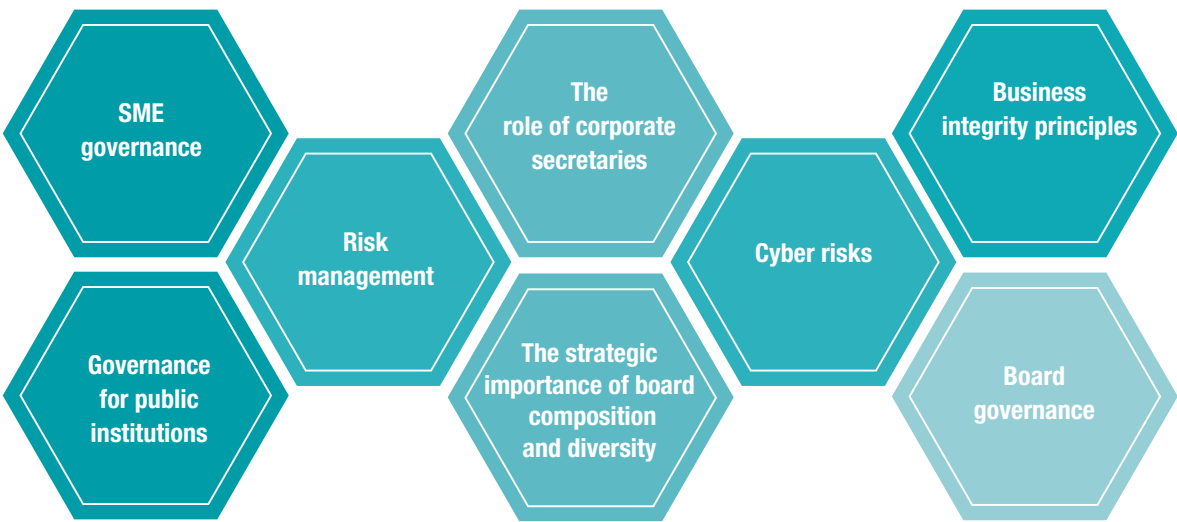 SME
governance
The
role of corporate
secretaries
Business
integrity principles
Risk
management
Cyber risks
Governance
for public
institutions
The strategic
importance of board
composition
and diversity
Board
governance